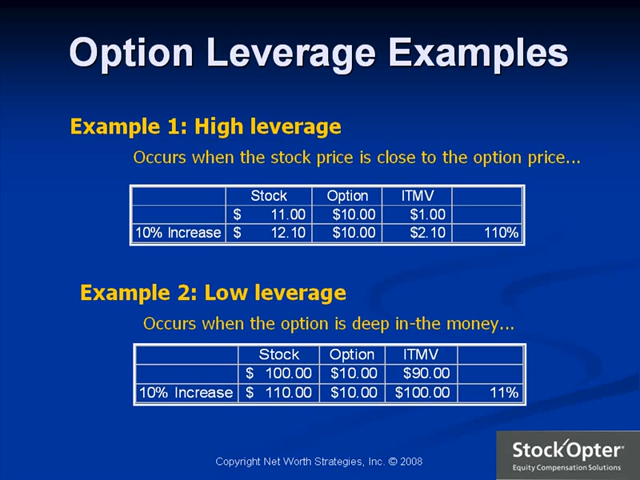 Option Leverage Examples
Example 1: High leverage
Occurs when the stock price is close to the option price...
Stock Option ITMV
$ 11.00 $10.00 $1.00
10% Increase $ 12.10 $10.00 $2.10 110%
Example 2: Low leverage
Occurs when the option is deep in-the money...
Stock Option ITMV
$ 100.00 $10.00 $90.00
10% Increase $ 110.00 $10.00 $100.00 11%
Copyright Net Worth Strategies, Inc. © 2008
StockOpter
Equity Compensation Solutions